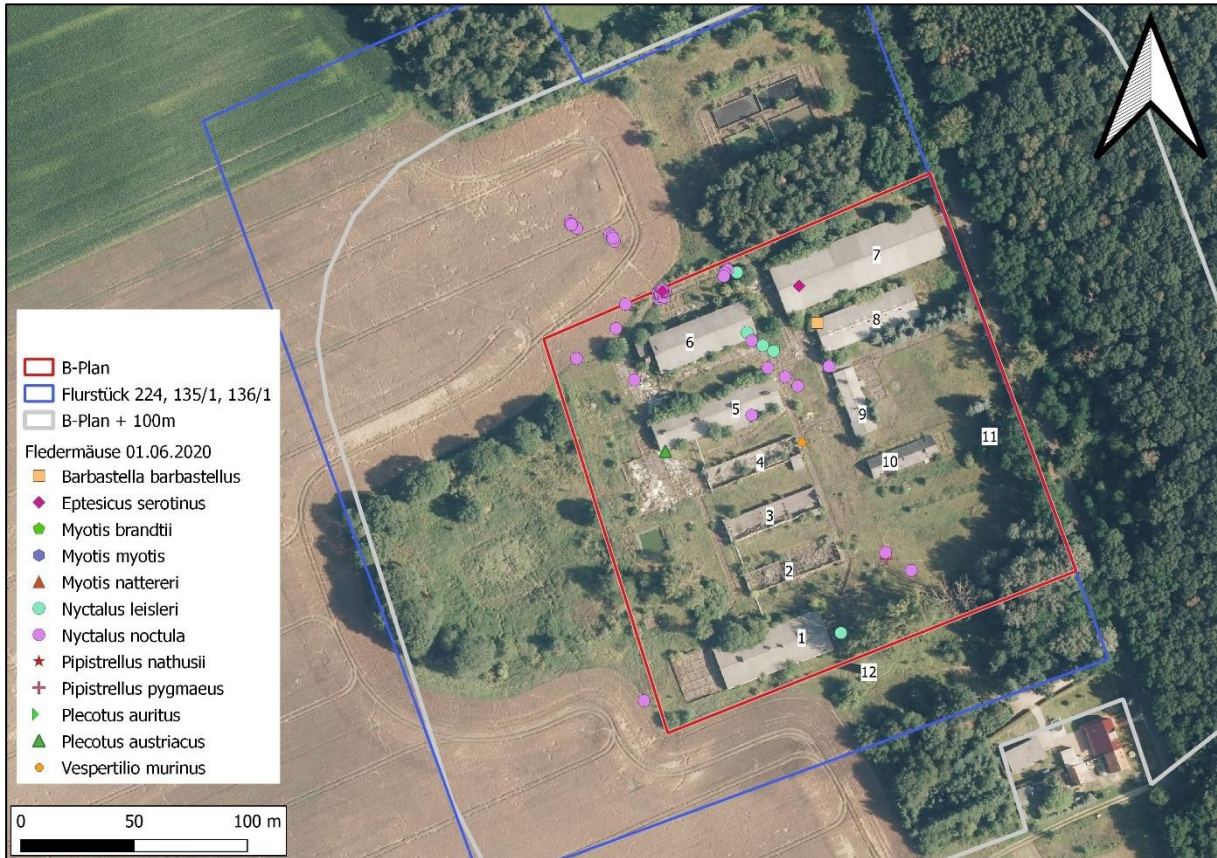 7
8
6
5
9
11
4
10
3
2
1
12
B-Plan
Flurstück 224, 135/1, 136/1
B-Plan + 100m
Fledermäuse 01.06.2020
Barbastella barbastellus
Eptesicus serotinus
Myotis brandtii
Myotis myotis
Myotis nattereri
Nyctalus leisleri
Nyctalus noctula
Pipistrellus nathusii
Pipistrellus pygmaeus
Plecotus auritus
Plecotus austriacus
Vespertilio murinus
0 50 100 m